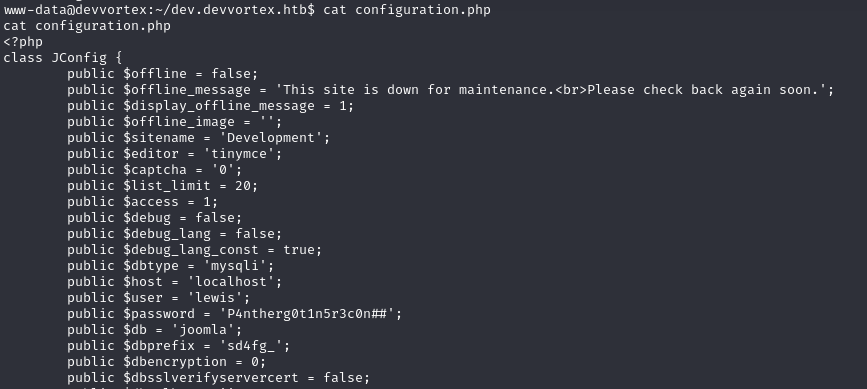 www-data@devvortex:~/dev.devvortex.htb$ cat configuration.php
cat configuration.php
<?php
class JConfig {
        public $offline = false;
        public $offline_message = 'This site is down for maintenance.<br>Please check back again soon.';
        public $display_offline_message = 1;
        public $offline_image = '';
        public $sitename = 'Development';
        public $editor = 'tinymce';
        public $captcha = '0';
        public $list_limit = 20;
        public $access = 1;
        public $debug = false;
        public $debug_lang = false;
        public $debug_lang_const = true;
        public $dbtype = 'mysqli';
        public $host = 'localhost';
        public $user = 'lewis';
        public $password = 'P4ntherg0t1n5r3c0n##';
        public $db = 'joomla';
        public $dbprefix = 'sd4fg_';
        public $dbencryption = 0;
        public $dbsslverifyservercert = false;